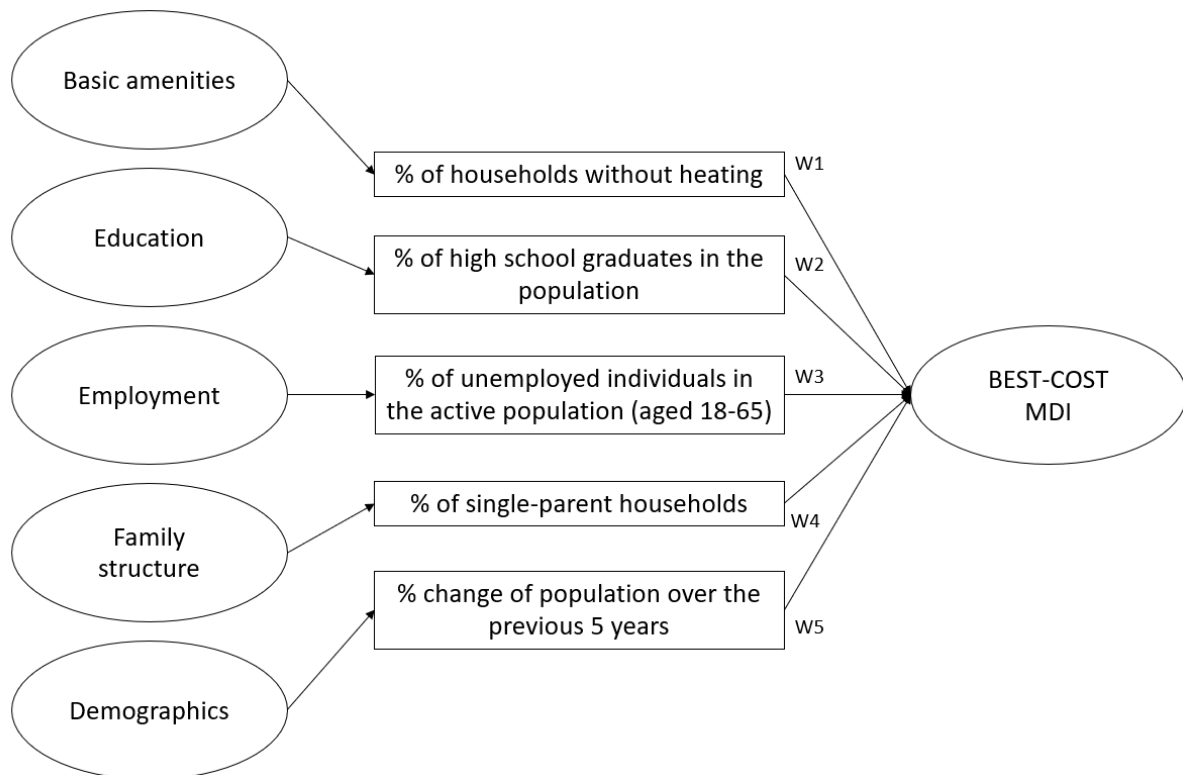 Basic amenities
% of households without heating
W1
Education
% of high school graduates in the
population
W2
Employment
% of unemployed individuals in
the active population (aged 18-65)
W3
BEST-COST
MDI
Family
structure
% of single-parent households
W4
Demographics
% change of population over the
previous 5 years
W5